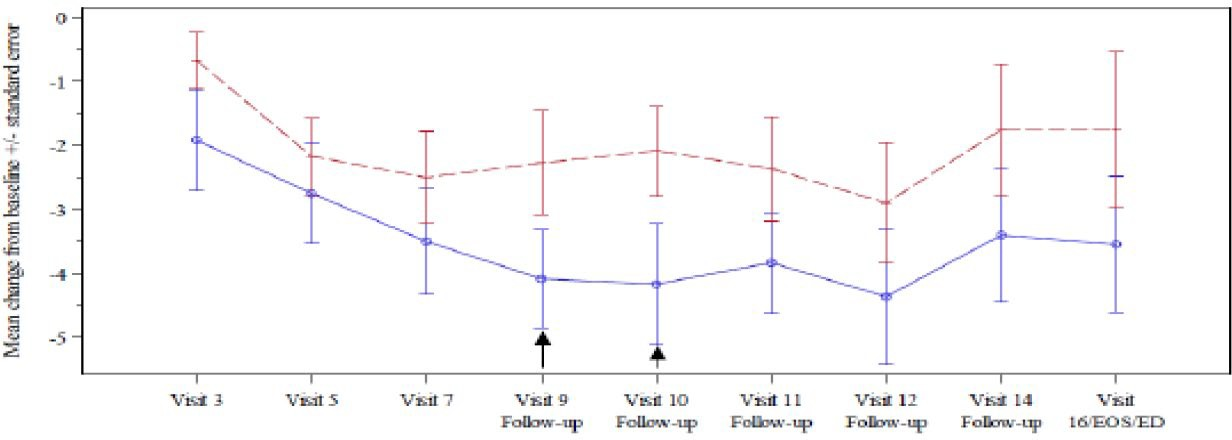 Mean change from baseline +/- standard error
0
-1
-2
-3
-4
-5
Visit 3 Visit 5 Visit 7 Visit 9 Visit 10 Visit 11 Visit 12 Visit 14 Visit
Follow-up Follow-up Follow-up Follow-up Follow-up 16/EOS/ED